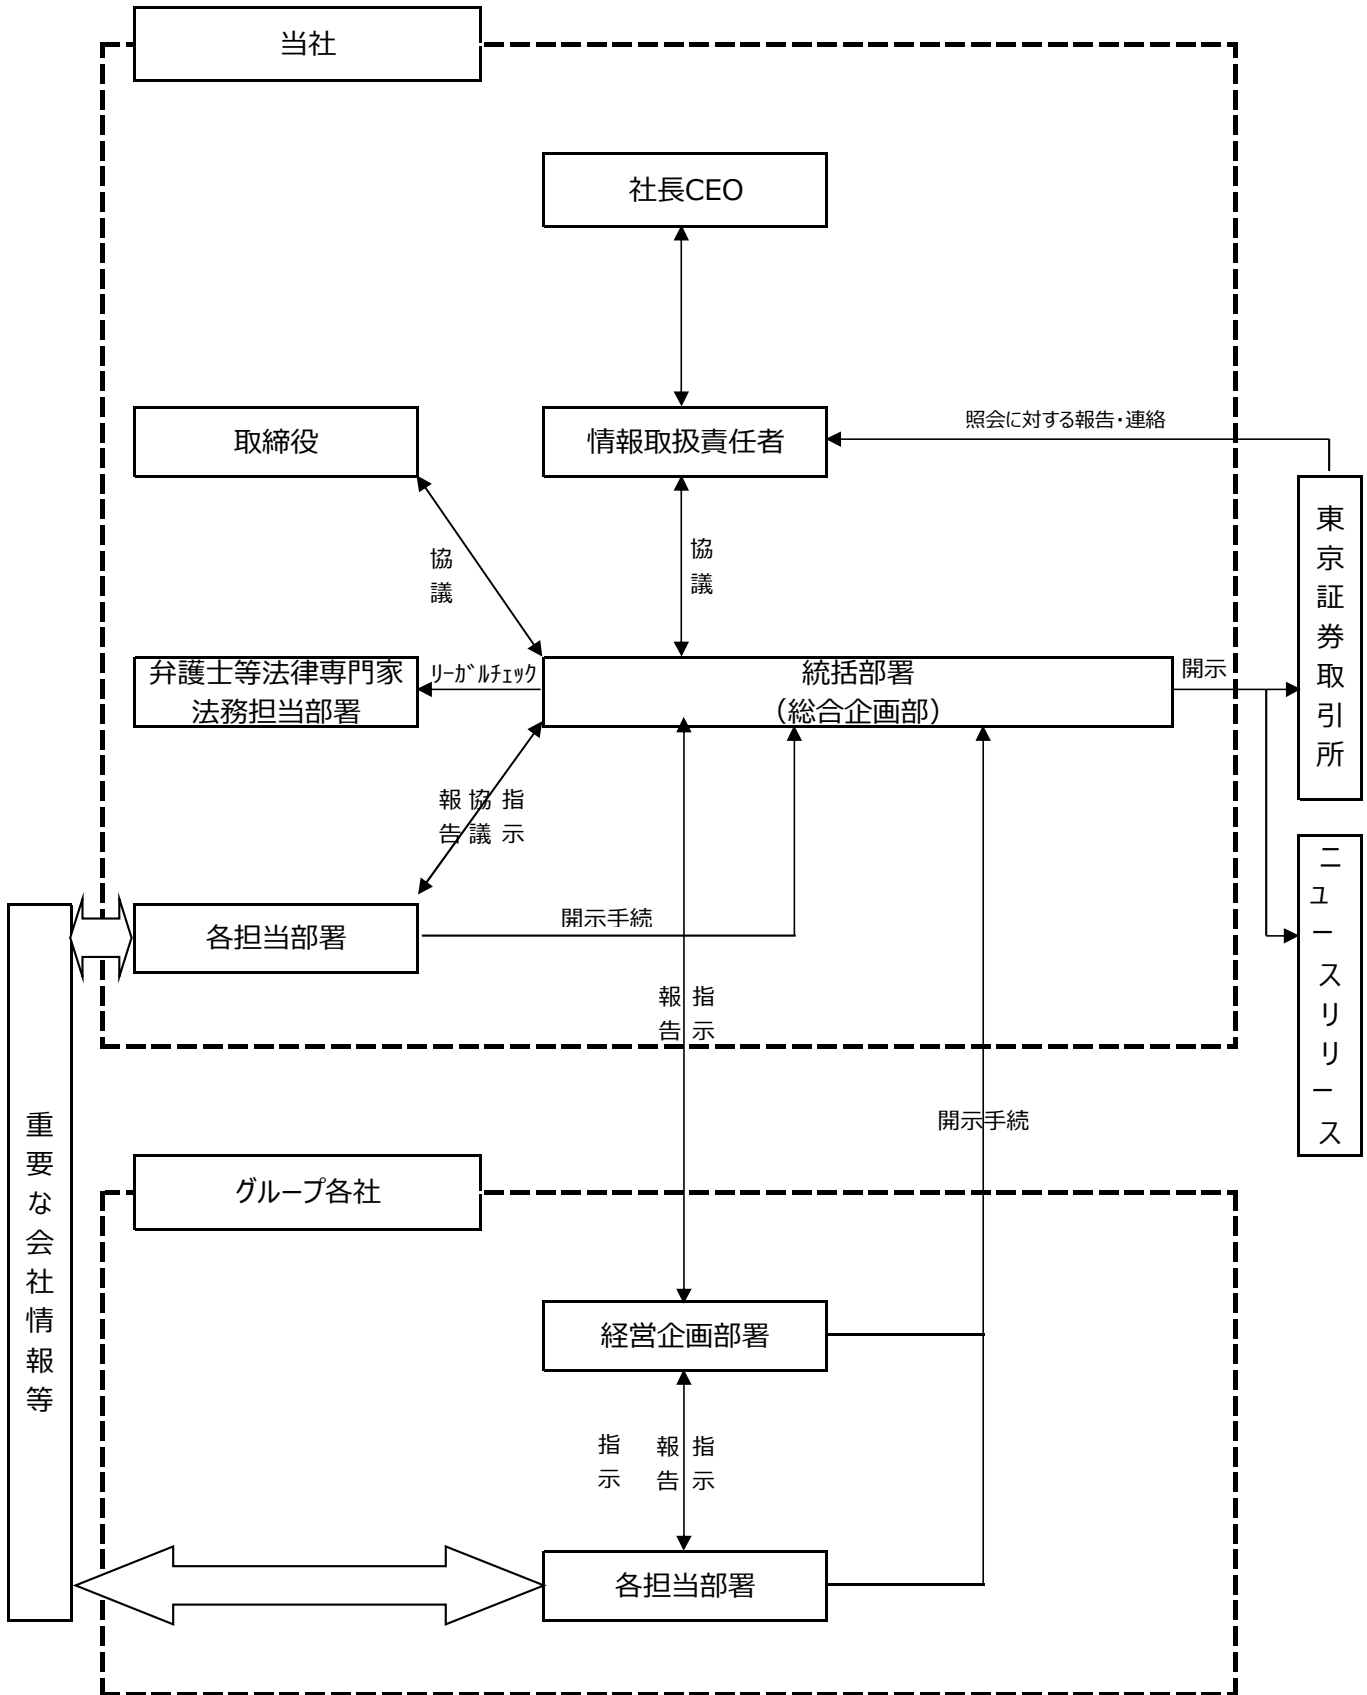 当社
社長CEO
取締役
情報取扱責任者
照会に対する報告・連絡
東京証券取引所
協議
協議
弁護士等法律専門家
法務担当部署
ﾘｰｶﾞﾙﾁｪｯｸ
統括部署
（総合企画部）
開示
報告
協議
指示
ニュースリリース
各担当部署
開示手続
報告
指示
重要な会社情報等
開示手続
グループ各社
経営企画部署
指示
報告
指示
各担当部署